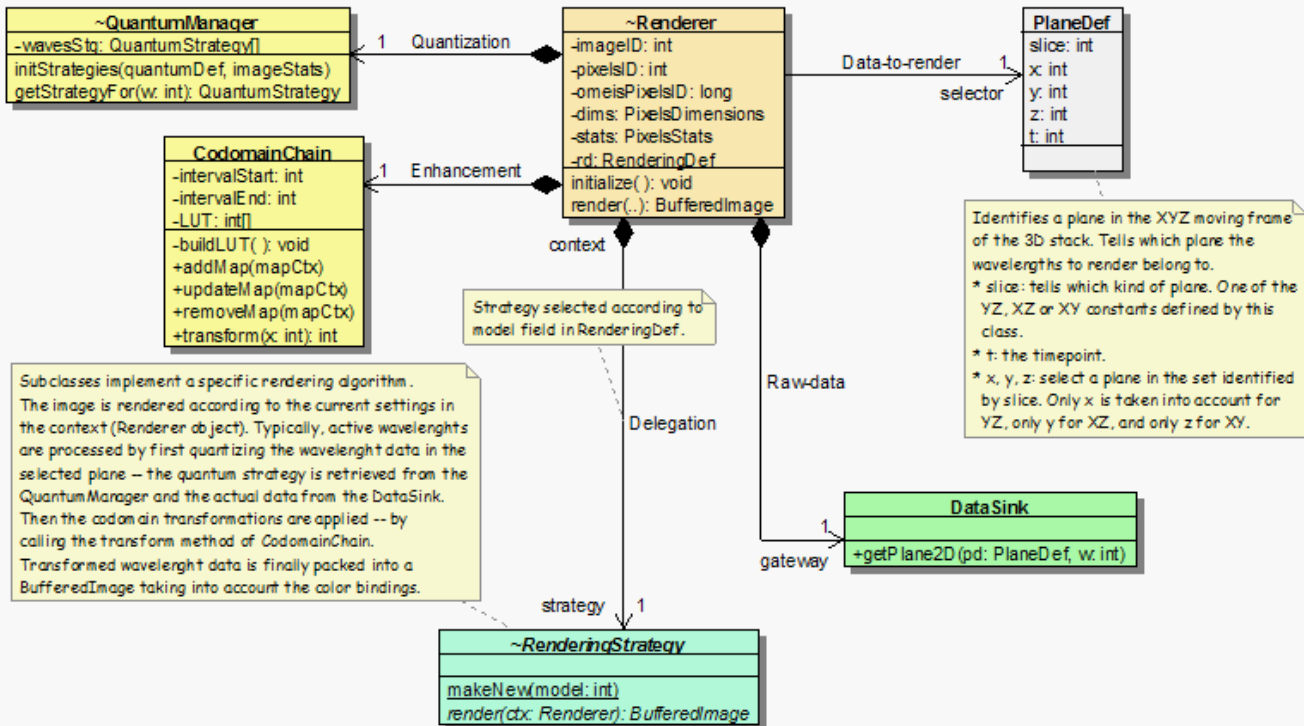 ~QuantumManager
-wavesStg: QuantumStrategy[]
initStrategies(quantumDef, imageStats)
getStrategyFor(w: int): QuantumStrategy
1 Quantization
~Renderer
-imageID: int
-pixelsID: int
-omeisPixelsID: long
-dims: PixelsDimensions
-stats: PixelsStats
-rd: RenderingDef
initialize( ): void
render(..): BufferedImage
Data-to-render 1
selector
PlaneDef
slice: int
x: int
y: int
z: int
t: int
CodomainChain
-intervalStart: int
-intervalEnd: int
-LUT: int[]
-buildLUT( ): void
+addMap(mapCtx)
+updateMap(mapCtx)
+removeMap(mapCtx)
+transform(x: int): int
1 Enhancement
context
Identifies a plane in the XYZ moving frame
of the 3D stack. Tells which plane the
wavelengths to render belong to.
* slice: tells which kind of plane. One of the
YZ, XZ or XY constants defined by this
class.
* t: the timepoint.
* x, y, z: select a plane in the set identified
by slice. Only x is taken into account for
YZ, only y for XZ, and only z for XY.
Strategy selected according to
model field in RenderingDef.
Subclasses implement a specific rendering algorithm.
The image is rendered according to the current settings in
the context (Renderer object). Typically, active wavelenghts
are processed by first quantizing the wavelenght data in the
selected plane -- the quantum strategy is retrieved from the
QuantumManager and the actual data from the DataSink.
Then the codomain transformations are applied -- by
calling the transform method of CodomainChain.
Transformed wavelenght data is finally packed into a
BufferedImage taking into account the color bindings.
Raw-data
Delegation
1
gateway
DataSink
+getPlane2D(pd: PlaneDef, w: int)
strategy 1
~RenderingStrategy
makeNew(model: int)
render(ctx: Renderer): BufferedImage